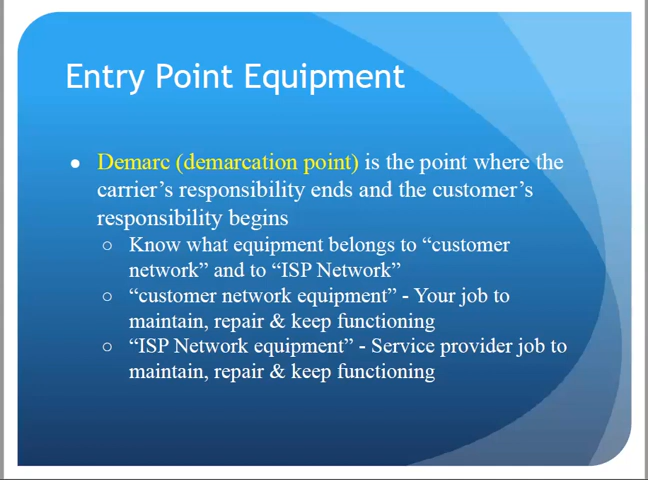 Entry Point Equipment
● Demarc (demarcation point) is the point where the
carrier's responsibility ends and the customer's
responsibility begins
○ Know what equipment belongs to “customer
network” and to “ISP Network”
○ “customer network equipment” - Your job to
maintain, repair & keep functioning
○ “ISP Network equipment” - Service provider job to
maintain, repair & keep functioning